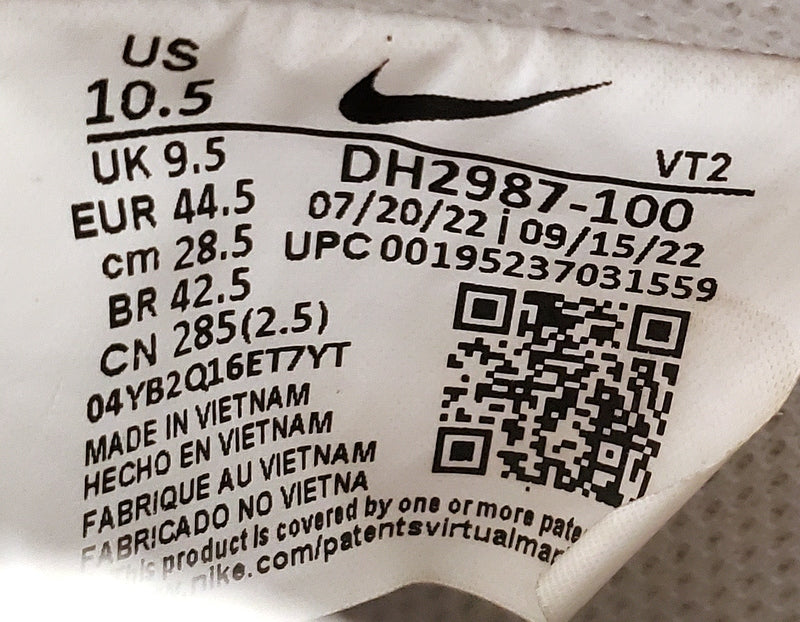 US
10.5
UK 9.5
EUR 44.5
cm 28.5
BR 42.5
CN 285(2.5)
04YB2Q16ET7YT
MADE IN VIETNAM
HECHO EN VIETNAM
FABRIQUE AU VIETNAM
FABRICADO NO VIETNA
product is covered by one or more
nike.com/patentsvirtualmar
VT2
DH2987-100
07/20/22 | 09/15/22
UPC 00195237031559